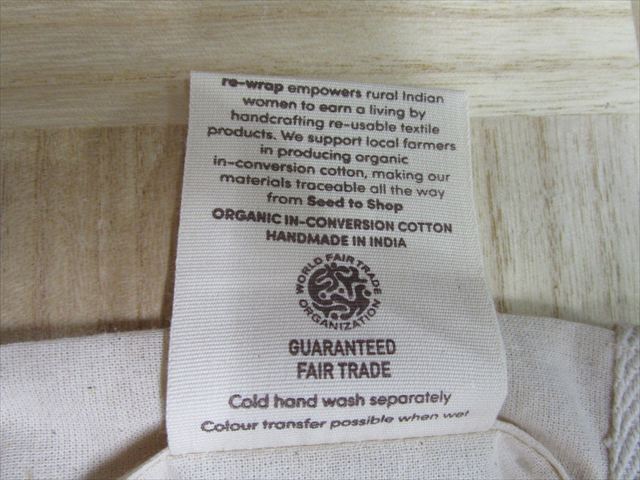 re-wrap empowers rural Indian
women to earn a living by
handcrafting re-usable textile
products. We support local farmers
in producing organic
in-conversion cotton, making our
materials traceable all the way
from Seed to Shop
ORGANIC IN-CONVERSION COTTON
HANDMADE IN INDIA
WORLD FAIR TRADE
ORGANIZATION
GUARANTEED
FAIR TRADE
Cold hand wash separately
Colour transfer possible when wet